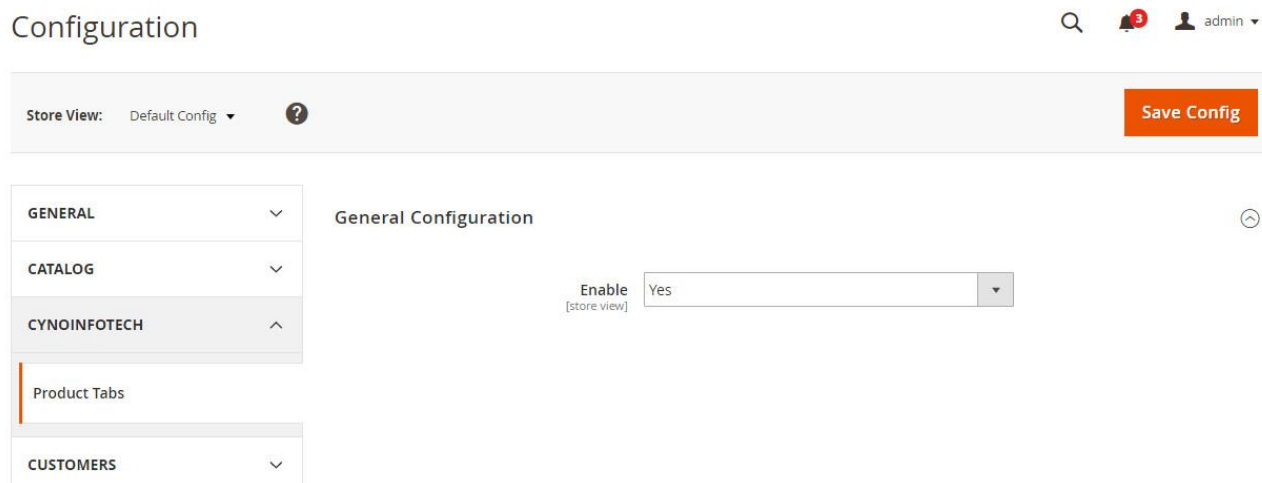 Configuration
3
admin
Store View: Default Config ?
Save Config
GENERAL
CATALOG
CYNOINFOTECH
Product Tabs
CUSTOMERS
General Configuration
Enable Yes
[store view]